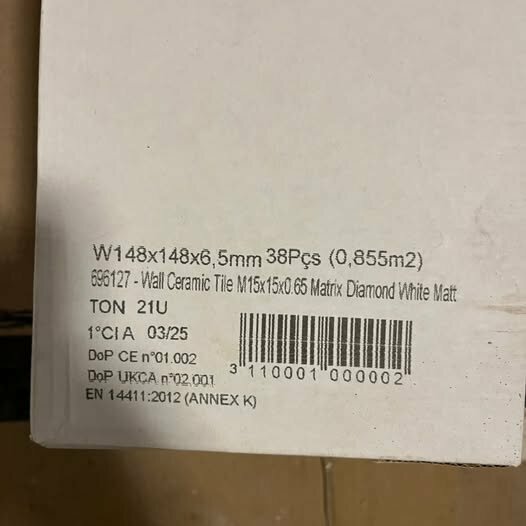 W148x148x6,5mm 38Pçs (0,855m2)
696127 - Wall Ceramic Tile M15x15x0.65 Matrix Diamond White Matt
TON 21U
1°CI A 03/25
DoP CE n°01.002
DoP UKCA n°02.001
EN 14411:2012 (ANNEX K)
3 110001 000002